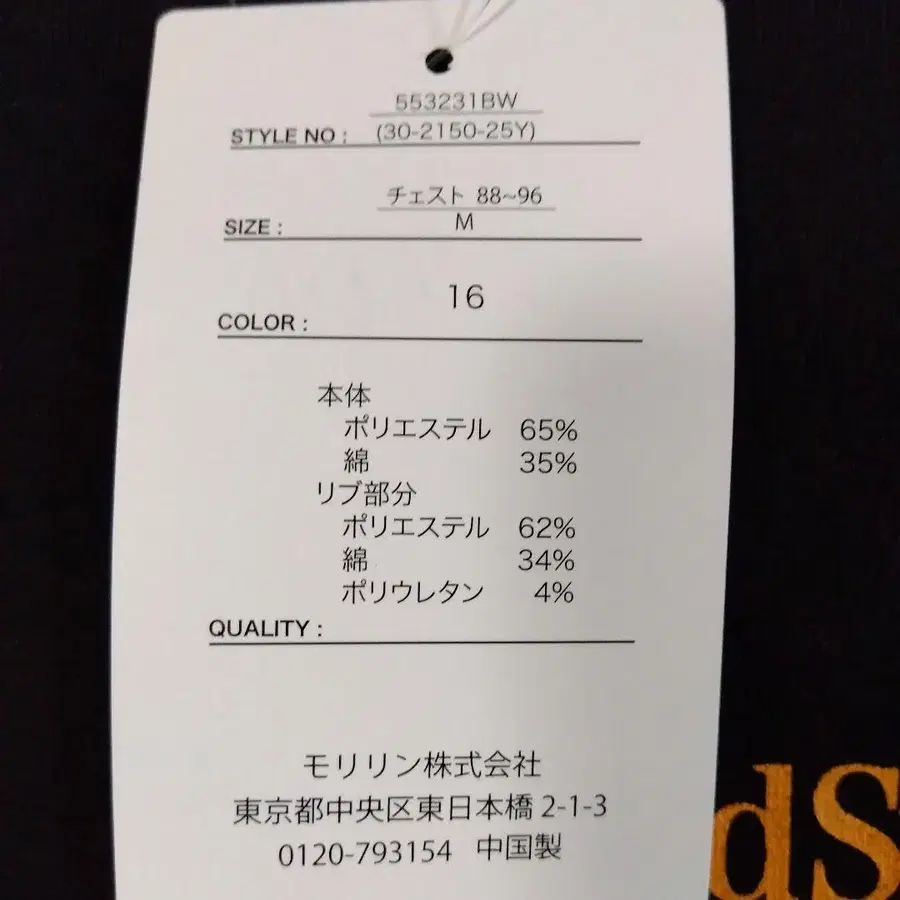 553231BW
STYLE NO : (30-2150-25Y)
チェスト 88~96
SIZE : M
16
COLOR :
本体
ポリエステル 65%
綿 35%
リブ部分
ポリエステル 62%
綿 34%
ポリウレタン 4%
QUALITY :
モリリン株式会社
東京都中央区東日本橋 2-1-3
0120-793154 中国製
dS